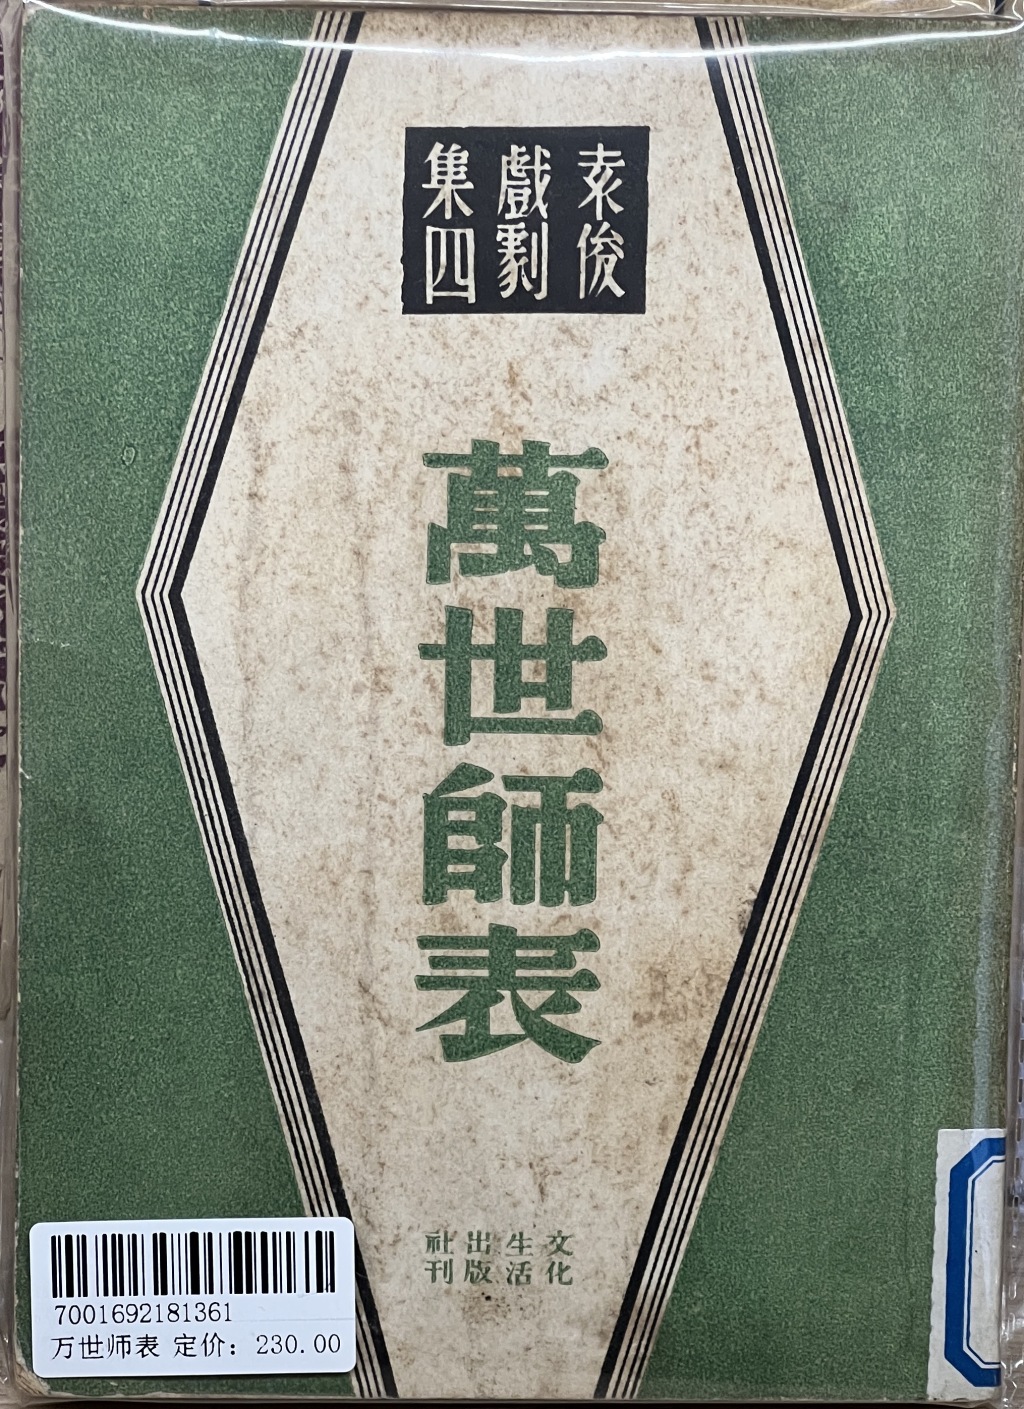 袁俊
戲劇
集四
萬世師表
文化
生活
出版
社刊
7001692181361
万世师表 定价: 230.00